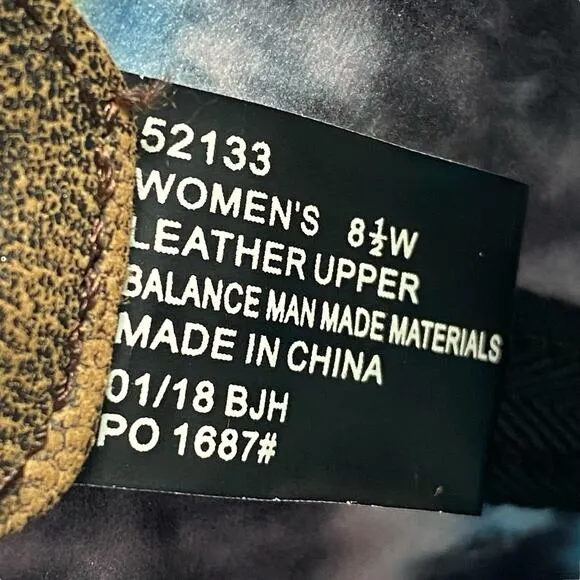 52133
WOMEN'S 8½W
LEATHER UPPER
BALANCE MAN MADE MATERIALS
MADE IN CHINA
01/18 BJH
PO 1687#